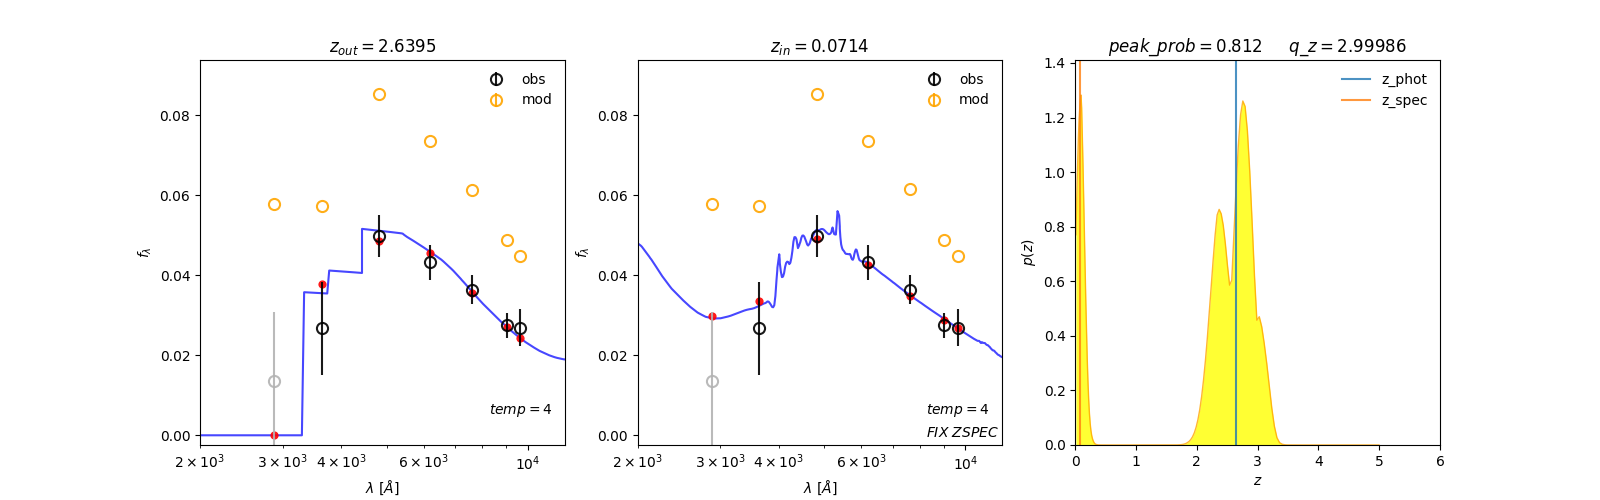 z_out = 2.6395
0.08
0.06
0.04
0.02
0.00
f_λ
obs
mod
temp = 4
2 × 10³
3 × 10³
4 × 10³
6 × 10³
10⁴
λ [Å]
z_in = 0.0714
0.08
0.06
0.04
0.02
0.00
f_λ
obs
mod
temp = 4
FIX ZSPEC
2 × 10³
3 × 10³
4 × 10³
6 × 10³
10⁴
λ [Å]
peak_prob = 0.812 q_z = 2.99986
1.4
1.2
1.0
0.8
0.6
0.4
0.2
0.0
p(z)
z_phot
z_spec
0
1
2
3
4
5
6
z